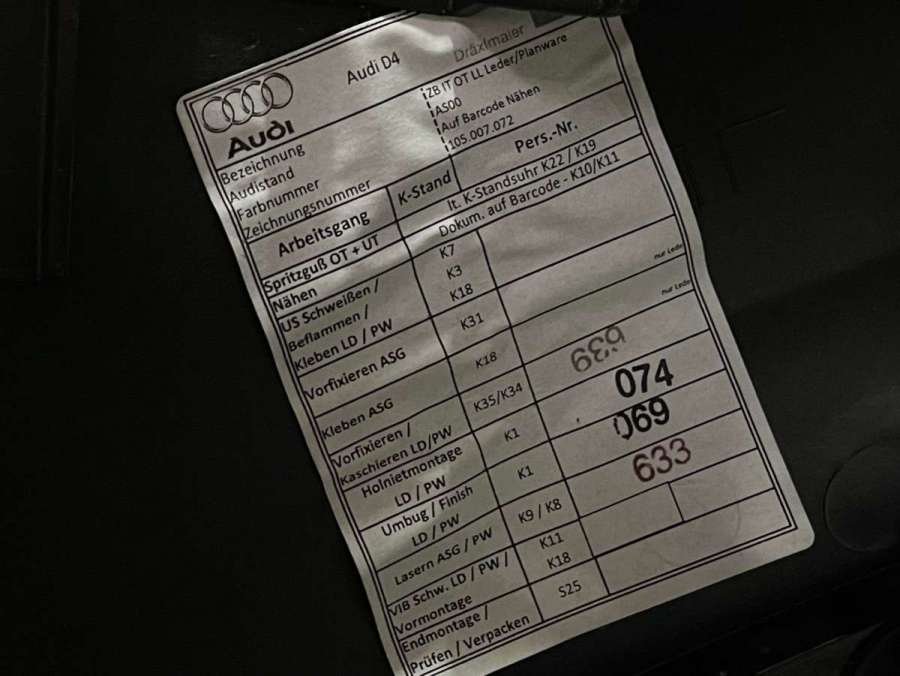 Audi D4
Dräxlmaier
Audi
Bezeichnung
ZB IT OT LL Leder/Planware
Audistand
AS00
Farbnummer
Auf Barcode Nähen
Zeichnungsnummer
105.007.072
Arbeitsgang
K-Stand
Pers.-Nr.
Spritzguß OT + UT
lt. K-Standsuhr K22 / K19
Nähen
Dokum. auf Barcode - K10/K11
US Schweißen /
K7
Beflammen /
K3
Kleben LD / PW
K18
Vorfixieren ASG
K31
nur Lede
Kleben ASG
K18
nur Lede
Vorfixieren /
Kaschieren LD/PW
K35/K34
639
Holnietmontage
LD / PW
K1
074
069
Umbug / Finish
LD / PW
K1
633
Lasern ASG / PW
K9 / K8
VIB Schw. LD / PW /
K11
Vormontage
K18
Endmontage /
Prüfen / Verpacken
S25